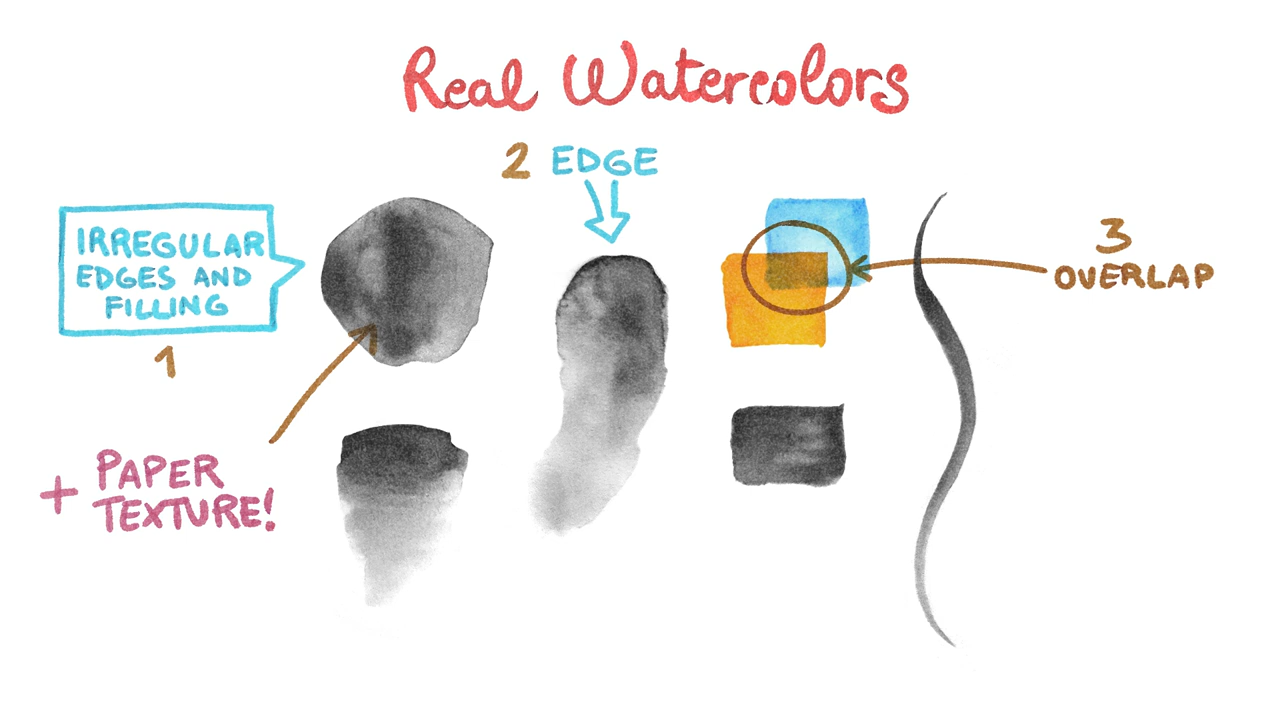 Real Watercolors
2 EDGE
IRREGULAR
EDGES AND
FILLING
1
3
OVERLAP
+ PAPER
TEXTURE!